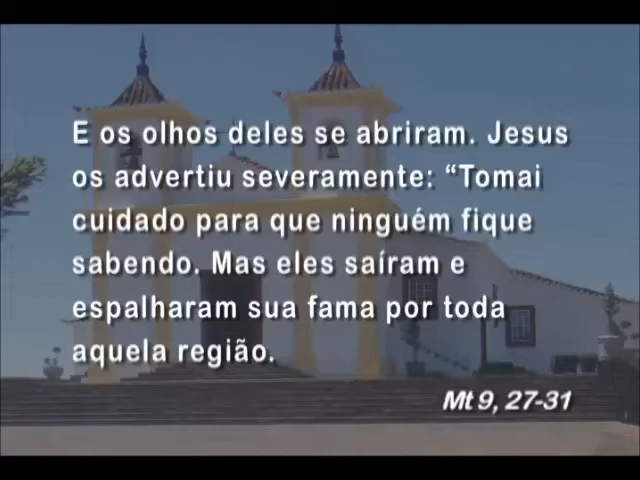 E os olhos deles se abriram. Jesus
os advertiu severamente: “Tomai
cuidado para que ninguém fique
sabendo. Mas eles saíram e
espalharam sua fama por toda
aquela região.
Mt 9, 27-31